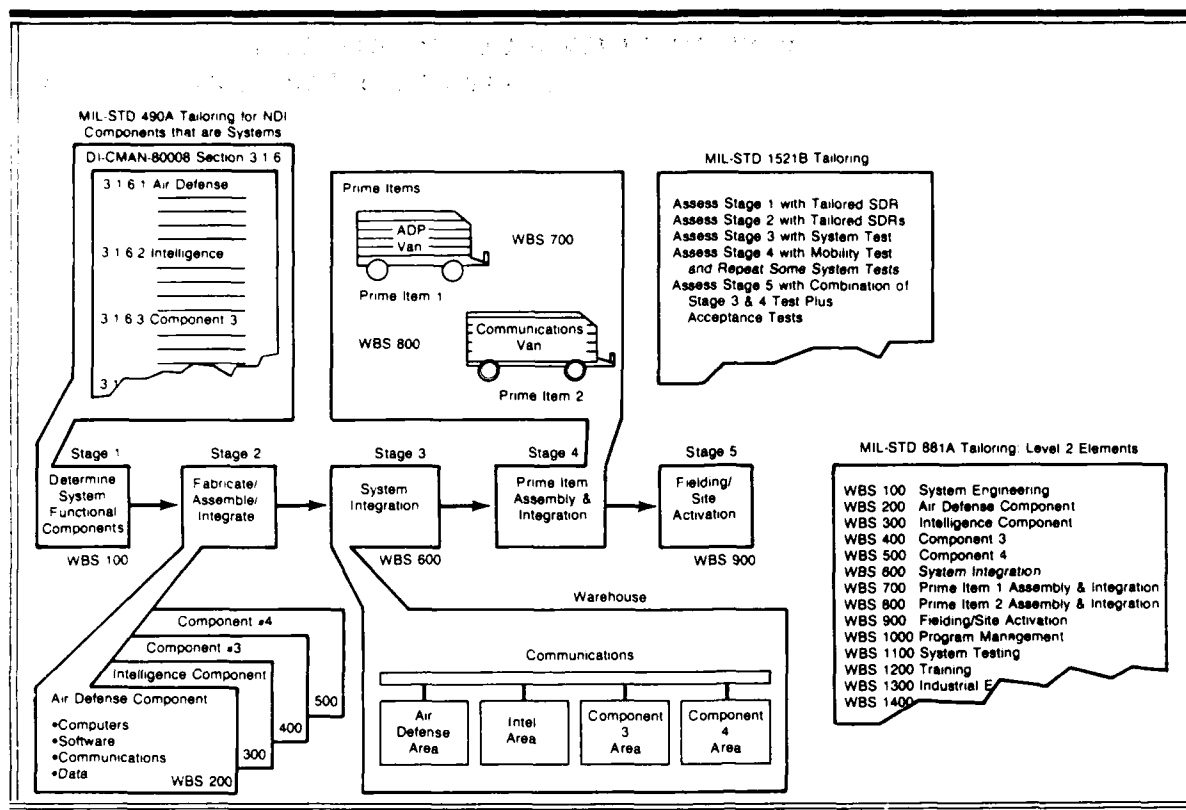 MIL-STD 490A Tailoring for NDI
Components that are Systems
DI-CMAN-80008 Section 3 1 6
3 1 6 1 Air Defense
3 1 6 2 Intelligence
3 1 6 3 Component 3
3 1
Prime Items
ADP
Van
WBS 700
Prime Item 1
WBS 800
Communications
Van
Prime Item 2
MIL-STD 1521B Tailoring
Assess Stage 1 with Tailored SDR
Assess Stage 2 with Tailored SDRs
Assess Stage 3 with System Test
Assess Stage 4 with Mobility Test
and Repeat Some System Tests
Assess Stage 5 with Combination of
Stage 3 & 4 Test Plus
Acceptance Tests
Stage 1
Determine
System
Functional
Components
WBS 100
Stage 2
Fabricate/
Assemble/
Integrate
Stage 3
System
Integration
WBS 600
Stage 4
Prime Item
Assembly &
Integration
Stage 5
Fielding/
Site
Activation
WBS 900
MIL-STD 881A Tailoring: Level 2 Elements
WBS 100 System Engineering
WBS 200 Air Defense Component
WBS 300 Intelligence Component
WBS 400 Component 3
WBS 500 Component 4
WBS 600 System Integration
WBS 700 Prime Item 1 Assembly & Integration
WBS 800 Prime Item 2 Assembly & Integration
WBS 900 Fielding/Site Activation
WBS 1000 Program Management
WBS 1100 System Testing
WBS 1200 Training
WBS 1300 Industrial E
WBS 1400
Component #4
500
Component #3
400
Intelligence Component
300
Air Defense Component
•Computers
•Software
•Communications
•Data
WBS 200
Warehouse
Communications
Air
Defense
Area
Intel
Area
Component
3
Area
Component
4
Area